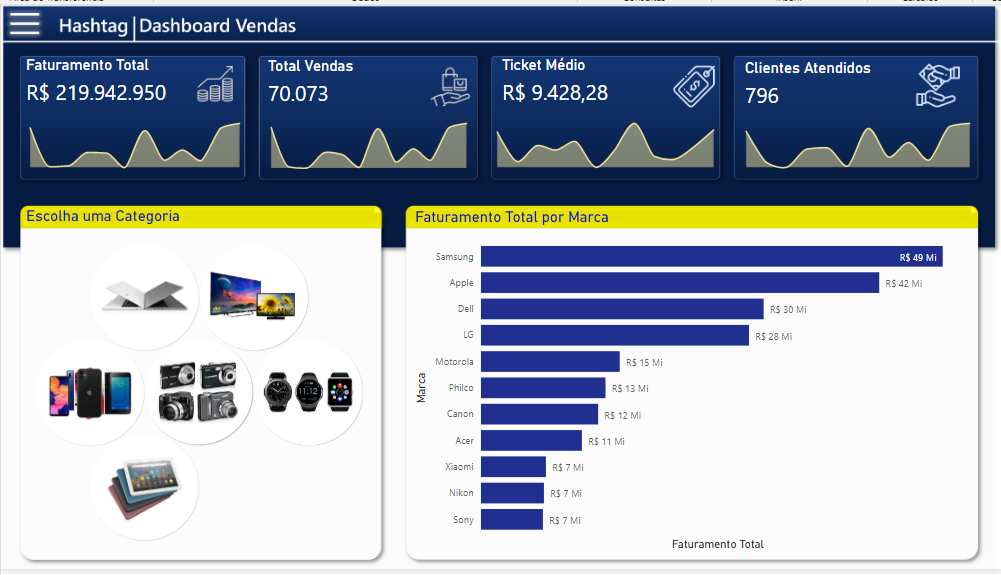 Hashtag|Dashboard Vendas
Faturamento Total
R$ 219.942.950
Total Vendas
70.073
Ticket Médio
R$ 9.428,28
Clientes Atendidos
796
Escolha uma Categoria
Faturamento Total por Marca
Samsung R$ 49 Mi
Apple R$ 42 Mi
Dell R$ 30 Mi
LG R$ 28 Mi
Motorola R$ 15 Mi
Philco R$ 13 Mi
Canon R$ 12 Mi
Acer R$ 11 Mi
Xiaomi R$ 7 Mi
Nikon R$ 7 Mi
Sony R$ 7 Mi
Marca
Faturamento Total